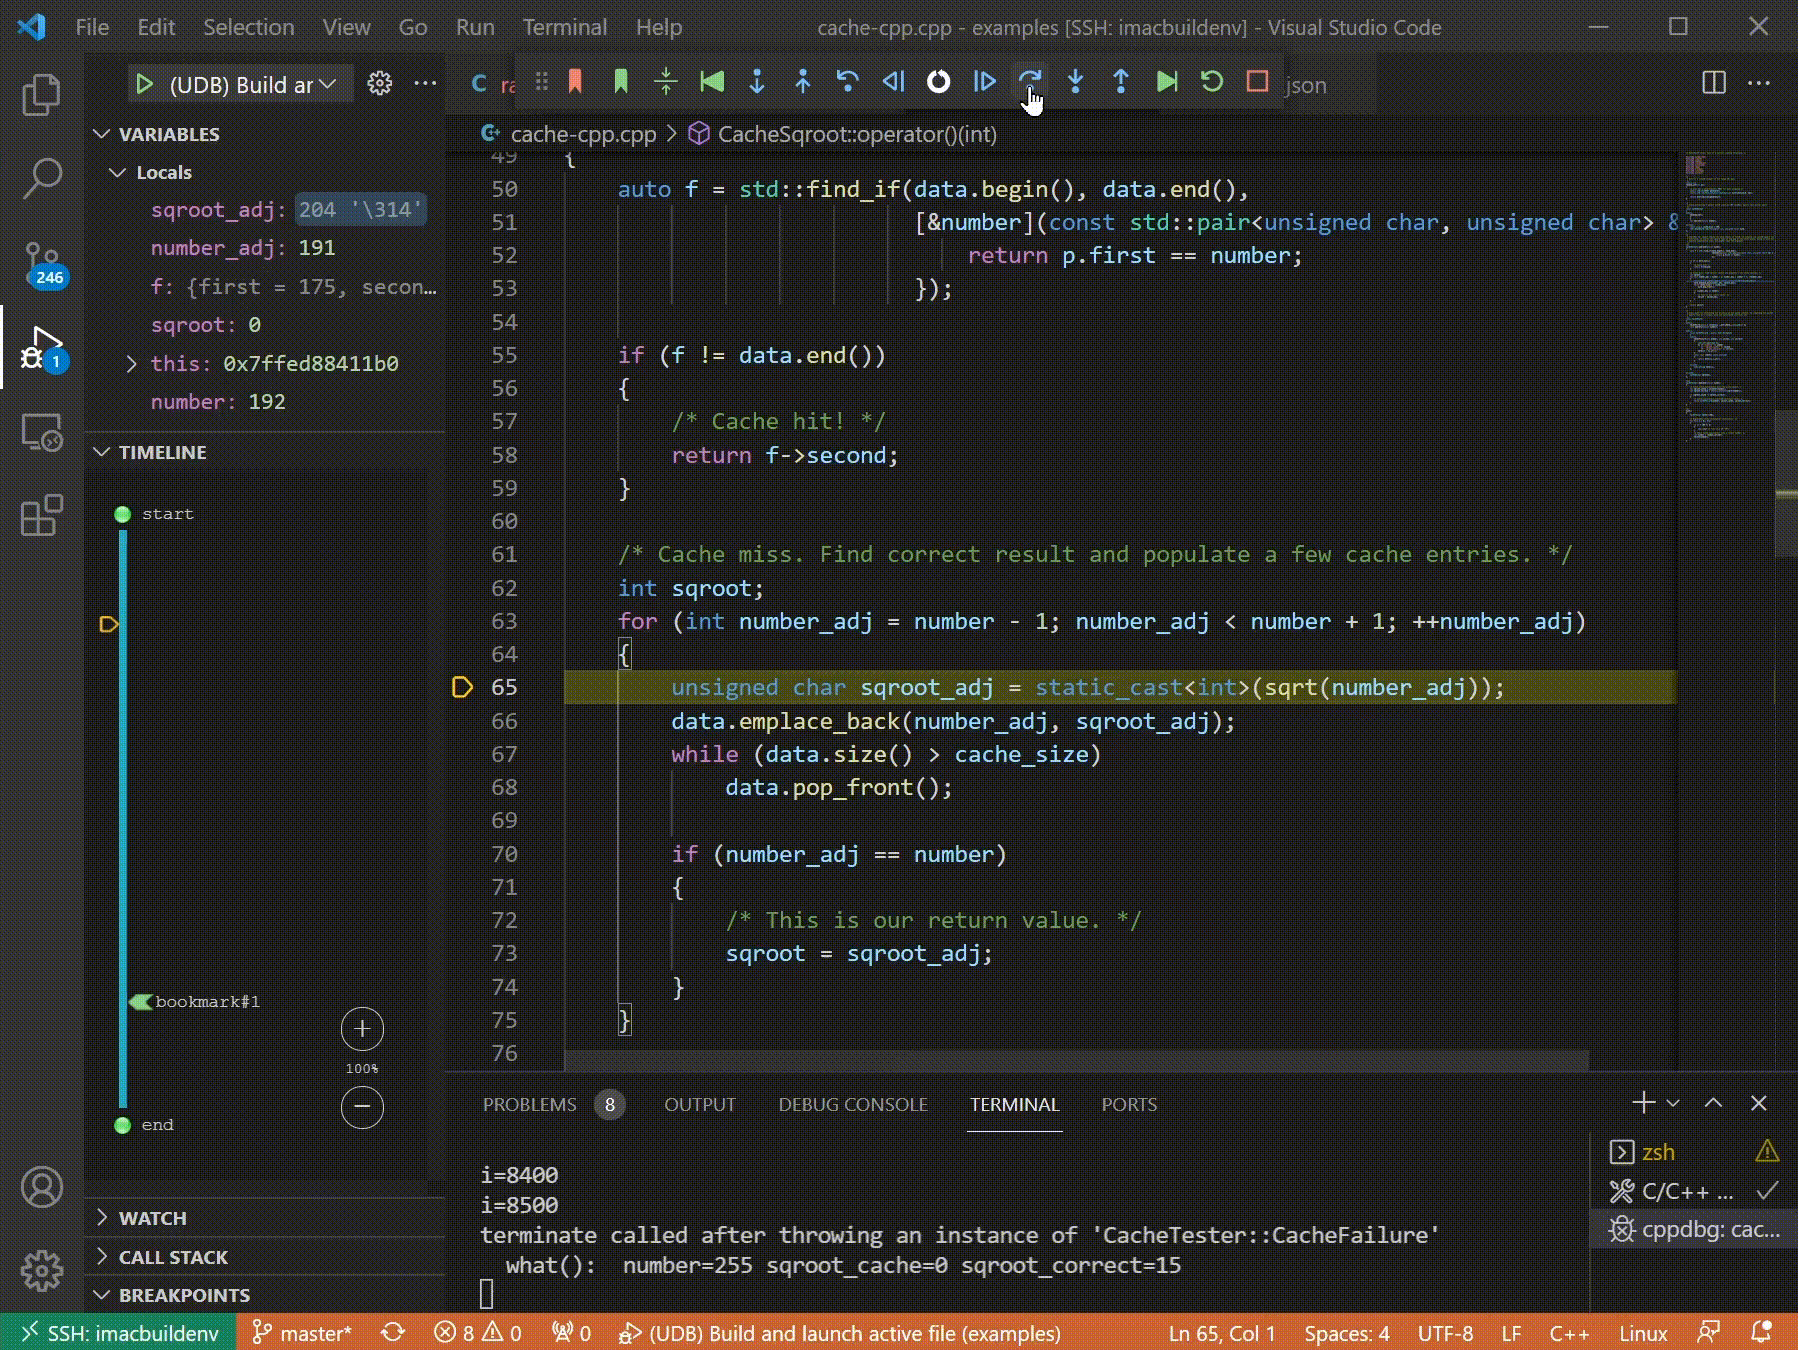 File Edit Selection View Go Run Terminal Help cache-cpp.cpp - examples [SSH: imacbuildenv] - Visual Studio Code
(UDB) Build ar
json
VARIABLES
cache-cpp.cpp > CacheSqroot::operator()(int)
Locals
sqroot_adj: 204 '\314'
number_adj: 191
f: {first = 175, secon…
sqroot: 0
this: 0x7ffed88411b0
number: 192
246
1
TIMELINE
start
bookmark#1
100%
end
WATCH
CALL STACK
BREAKPOINTS
49 {
50 auto f = std::find_if(data.begin(), data.end(),
51 [&number](const std::pair<unsigned char, unsigned char> &
52 return p.first == number;
53 });
54
55 if (f != data.end())
56 {
57 /* Cache hit! */
58 return f->second;
59 }
60
61 /* Cache miss. Find correct result and populate a few cache entries. */
62 int sqroot;
63 for (int number_adj = number - 1; number_adj < number + 1; ++number_adj)
64 {
65 unsigned char sqroot_adj = static_cast<int>(sqrt(number_adj));
66 data.emplace_back(number_adj, sqroot_adj);
67 while (data.size() > cache_size)
68 data.pop_front();
69
70 if (number_adj == number)
71 {
72 /* This is our return value. */
73 sqroot = sqroot_adj;
74 }
75 }
76
PROBLEMS 8 OUTPUT DEBUG CONSOLE TERMINAL PORTS
i=8400
i=8500
terminate called after throwing an instance of 'CacheTester::CacheFailure'
what(): number=255 sqroot_cache=0 sqroot_correct=15
zsh
C/C++ ...
cppdbg: cac...
SSH: imacbuildenv master* 8 0 0 (UDB) Build and launch active file (examples) Ln 65, Col 1 Spaces: 4 UTF-8 LF C++ Linux